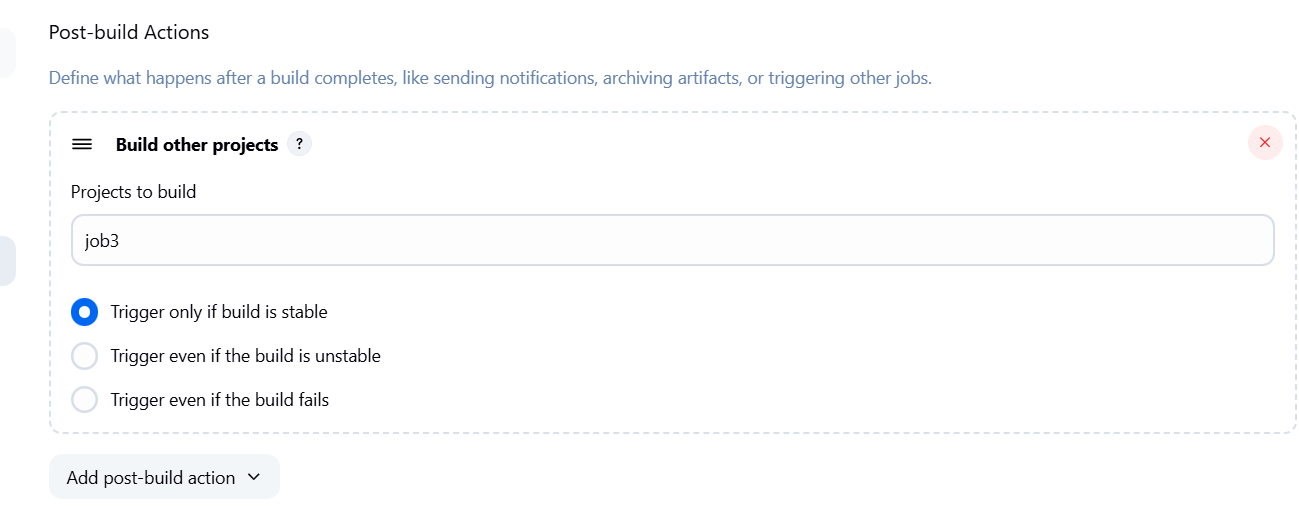 Post-build Actions
Define what happens after a build completes, like sending notifications, archiving artifacts, or triggering other jobs.
Build other projects ?
Projects to build
job3
Trigger only if build is stable
Trigger even if the build is unstable
Trigger even if the build fails
Add post-build action